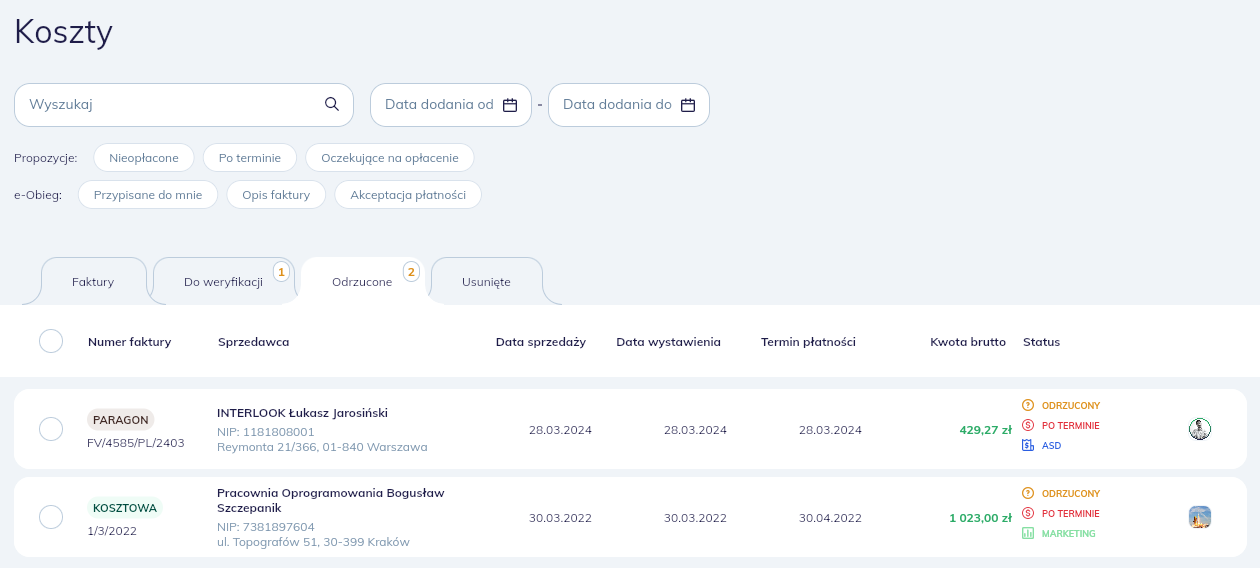 Koszty
Wyszukaj
Data dodania od - Data dodania do
Propozycje: Nieopłacone Po terminie Oczekujące na opłacenie
e-Obieg: Przypisane do mnie Opis faktury Akceptacja płatności
Faktury Do weryfikacji 1 Odrzucone 2 Usunięte
Numer faktury Sprzedawca Data sprzedaży Data wystawienia Termin płatności Kwota brutto Status
PARAGON
FV/4585/PL/2403
INTERLOOK Łukasz Jarosiński
NIP: 1181808001
Reymonta 21/366, 01-840 Warszawa
28.03.2024 28.03.2024 28.03.2024 429,27 zł
ODRZUCONY
PO TERMINIE
ASD
KOSZTOWA
1/3/2022
Pracownia Oprogramowania Bogusław
Szczepanik
NIP: 7381897604
ul. Topografów 51, 30-399 Kraków
30.03.2022 30.03.2022 30.04.2022 1 023,00 zł
ODRZUCONY
PO TERMINIE
MARKETING